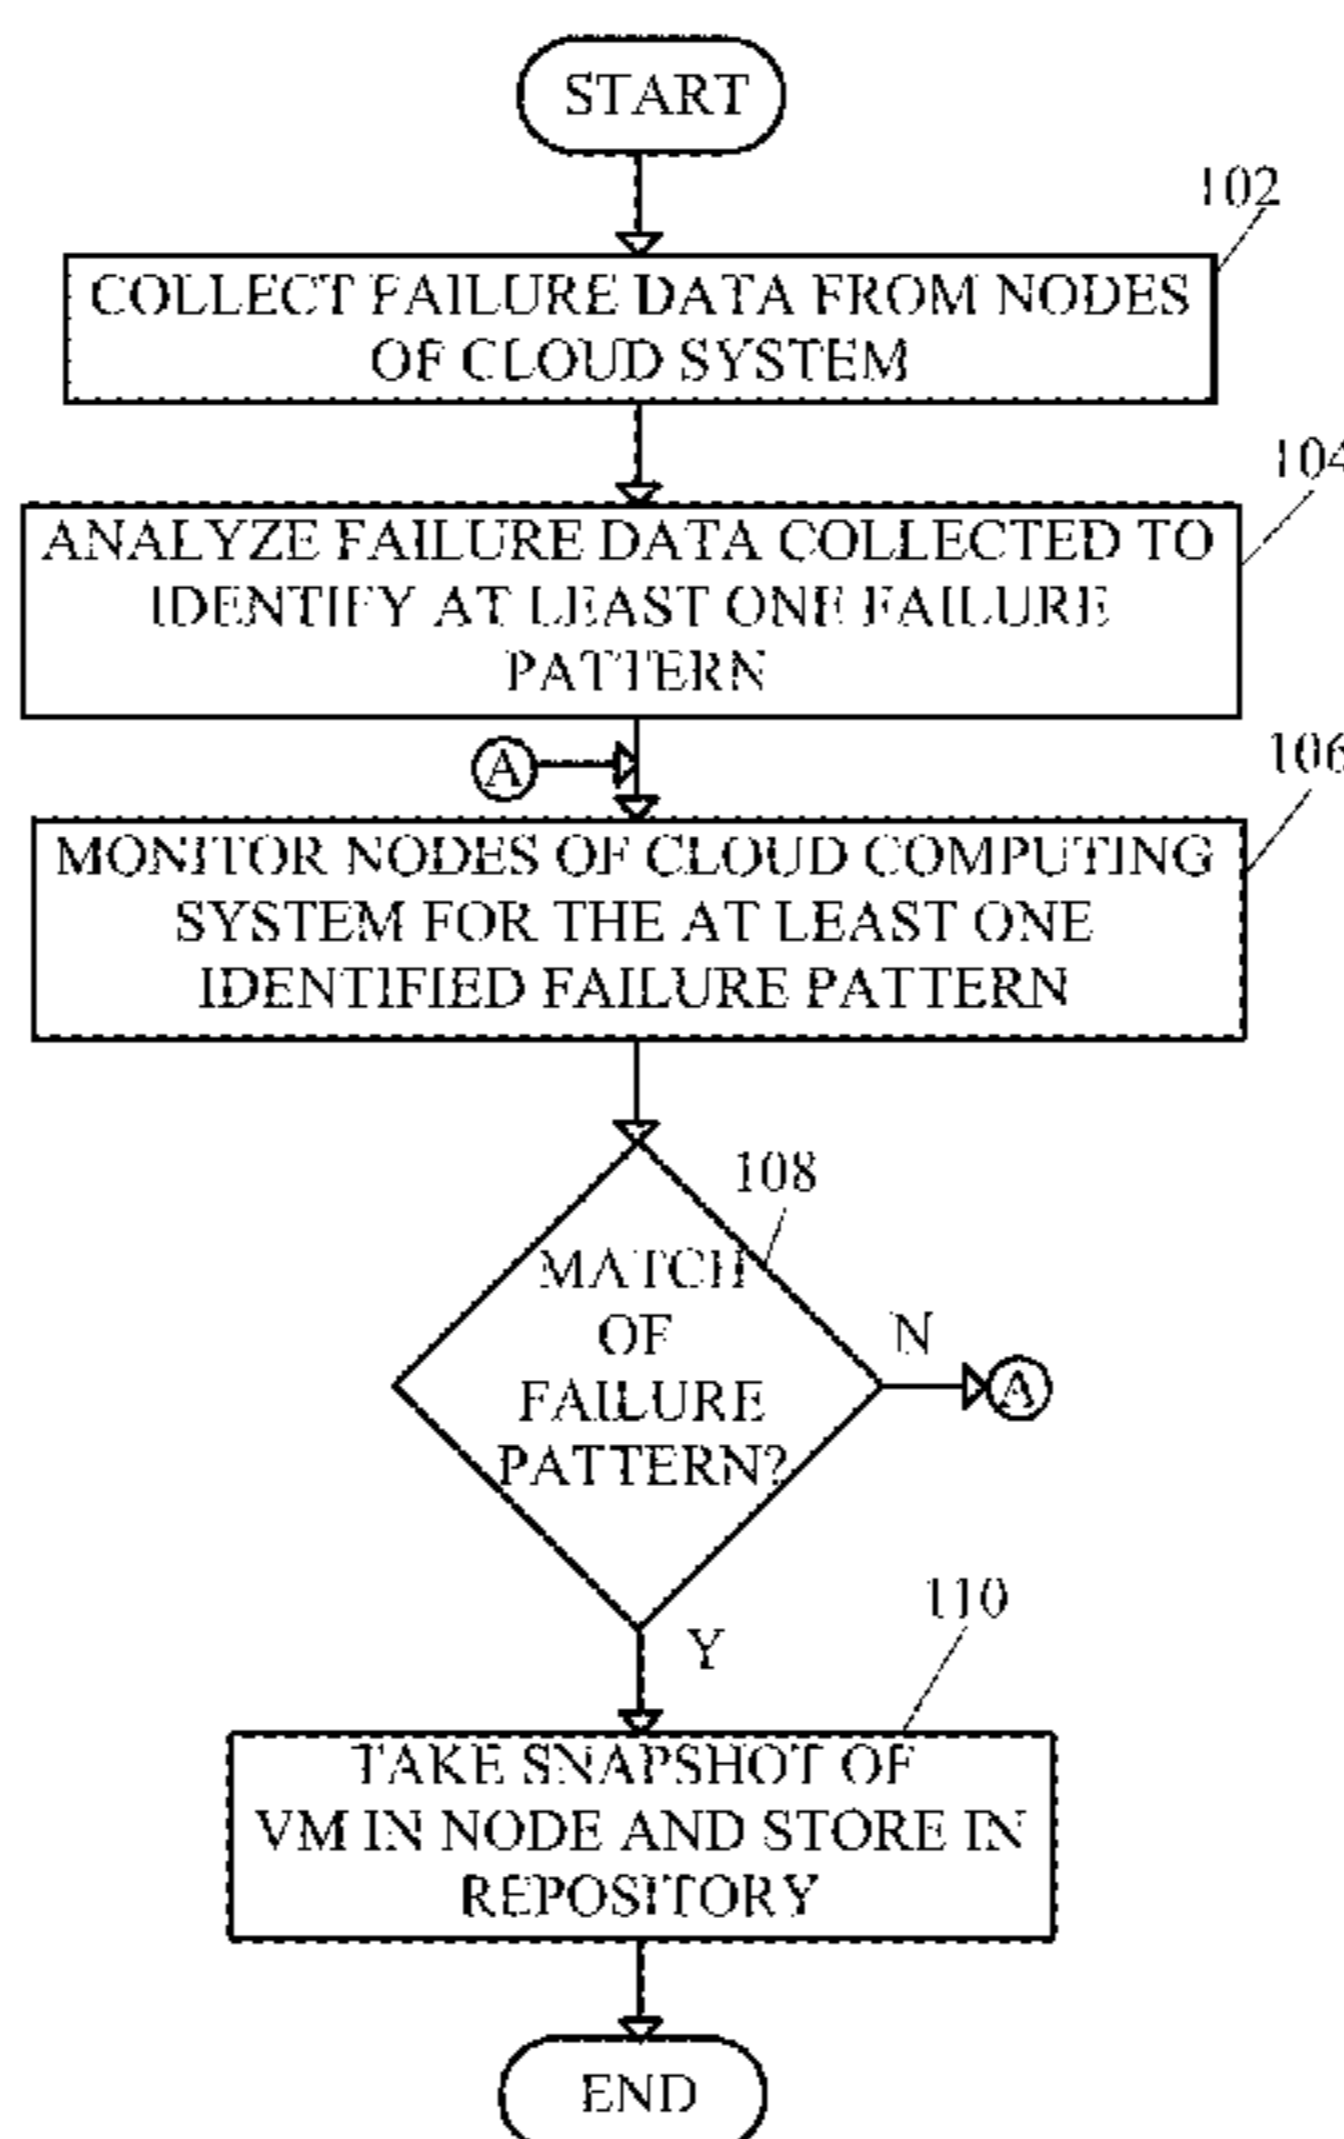 START
102
COLLECT FAILURE DATA FROM NODES
OF CLOUD SYSTEM
104
ANALYZE FAILURE DATA COLLECTED TO
IDENTIFY AT LEAST ONE FAILURE
PATTERN
A
106
MONITOR NODES OF CLOUD COMPUTING
SYSTEM FOR THE AT LEAST ONE
IDENTIFIED FAILURE PATTERN
108
MATCH
OF
FAILURE
PATTERN?
N
A
Y
110
TAKE SNAPSHOT OF
VM IN NODE AND STORE IN
REPOSITORY
END